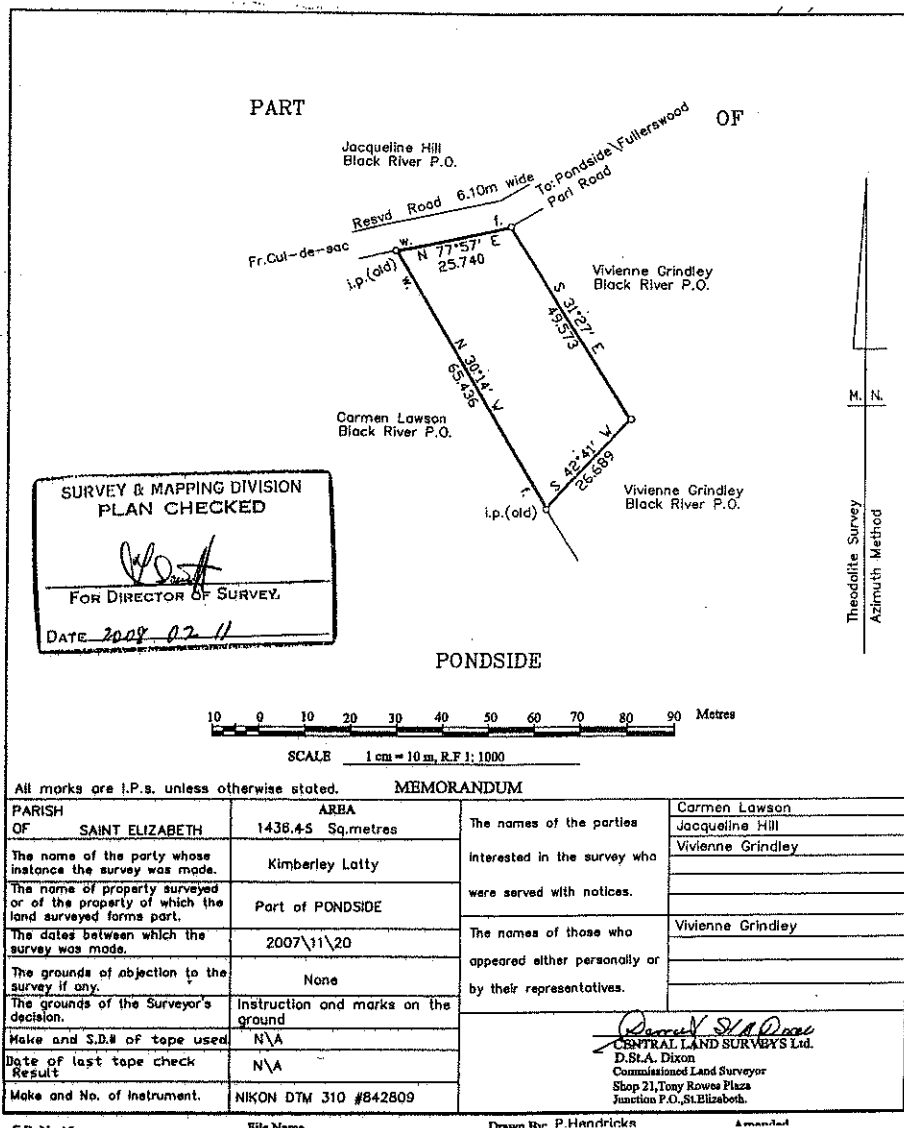 PART
OF
Jacqueline Hill
Black River P.O.
Resvd Road 6.10m wide
To:Pondside\Fullerswood
Pari Road
Fr.Cul-de-sac
w.
f.
N 77°57' E
25.740
i.p.(old)
w.
Vivienne Grindley
Black River P.O.
S 31°27' E
49.573
N 30°14' W
65.436
M. N.
Carmen Lawson
Black River P.O.
S 42°41' W
26.689
f.
i.p.(old)
Vivienne Grindley
Black River P.O.
Theodolite Survey
Azimuth Method
SURVEY & MAPPING DIVISION
PLAN CHECKED
FOR DIRECTOR OF SURVEY.
DATE 2008 02 11
PONDSIDE
10 0 10 20 30 40 50 60 70 80 90 Metres
SCALE 1 cm = 10 m, R.F 1: 1000
All marks are I.P.s. unless otherwise stated. MEMORANDUM
PARISH
OF SAINT ELIZABETH
AREA
1436.45 Sq.metres
The name of the party whose
instance the survey was made.
Kimberley Latty
The name of property surveyed
or of the property of which the
land surveyed forms part.
Part of PONDSIDE
The dates between which the
survey was made.
2007\11\20
The grounds of objection to the
survey if any.
None
The grounds of the Surveyor's
decision.
Instruction and marks on the
ground
Make and S.D.# of tape used
N\A
Date of last tape check
Result
N\A
Make and No. of Instrument.
NIKON DTM 310 #842809
The names of the parties
interested in the survey who
were served with notices.
Carmen Lawson
Jacqueline Hill
Vivienne Grindley
The names of those who
appeared either personally or
by their representatives.
Vivienne Grindley
CENTRAL LAND SURVEYS Ltd.
D.St.A. Dixon
Commissioned Land Surveyor
Shop 21,Tony Rowes Plaza
Junction P.O.,St.Elizabeth.
File Name
Drawn By: P.Hendricks
Amended